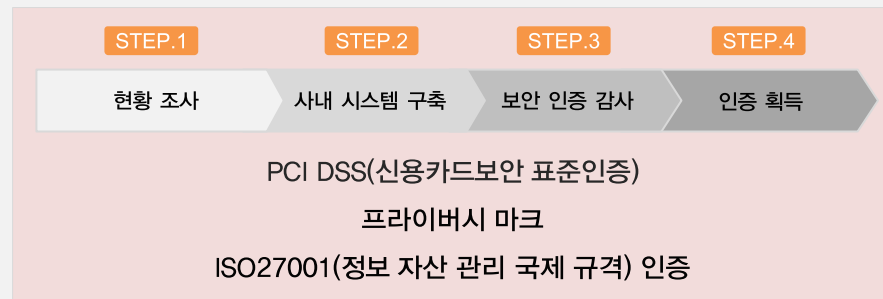 STEP.1 STEP.2 STEP.3 STEP.4
현황 조사 사내 시스템 구축 보안 인증 감사 인증 획득
PCI DSS(신용카드보안 표준인증)
프라이버시 마크
ISO27001(정보 자산 관리 국제 규격) 인증